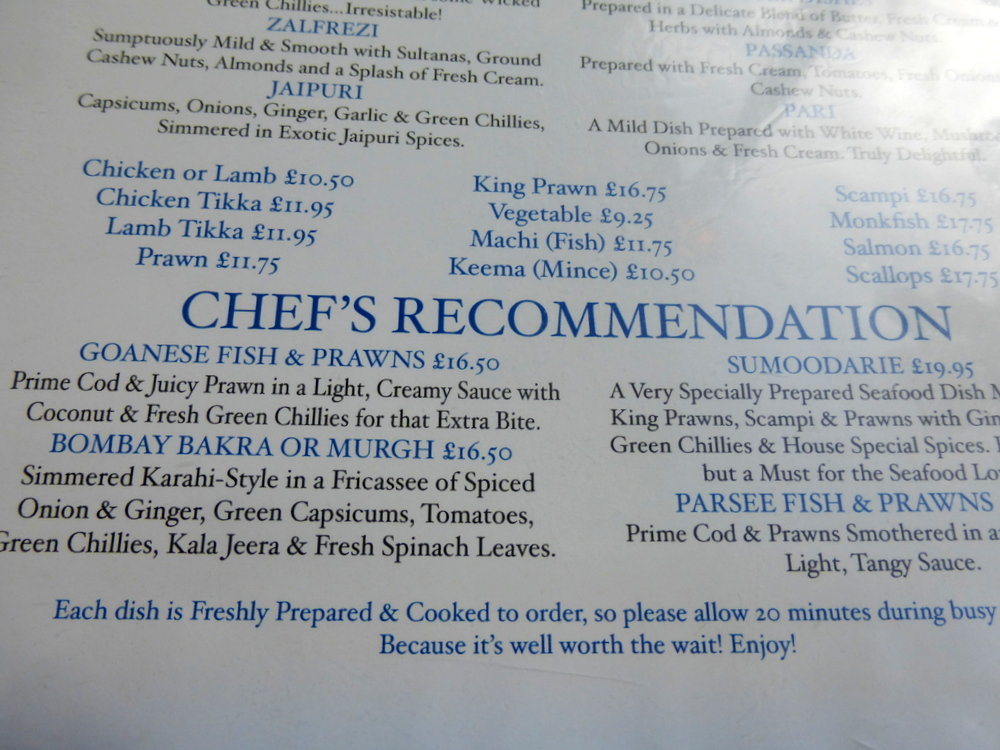 Green Chillies...Irresistable!
ZALFREZI
Sumptuously Mild & Smooth with Sultanas, Ground
Cashew Nuts, Almonds and a Splash of Fresh Cream.
JAIPURI
Capsicums, Onions, Ginger, Garlic & Green Chillies,
Simmered in Exotic Jaipuri Spices.
Prepared in a Delicate Blend of Butter, Fresh Cream &
Herbs with Almonds & Cashew Nuts.
PASSANDA
Prepared with Fresh Cream, Tomatoes, Fresh Onions
Cashew Nuts.
PARI
A Mild Dish Prepared with White Wine,
Onions & Fresh Cream. Truly Delightful.
Chicken or Lamb £10.50
Chicken Tikka £11.95
Lamb Tikka £11.95
Prawn £11.75
King Prawn £16.75
Vegetable £9.25
Machi (Fish) £11.75
Keema (Mince) £10.50
Scampi £16.75
Monkfish £17.75
Salmon £16.75
Scallops £17.75
CHEF'S RECOMMENDATION
GOANESE FISH & PRAWNS £16.50
Prime Cod & Juicy Prawn in a Light, Creamy Sauce with
Coconut & Fresh Green Chillies for that Extra Bite.
BOMBAY BAKRA OR MURGH £16.50
Simmered Karahi-Style in a Fricassee of Spiced
Onion & Ginger, Green Capsicums, Tomatoes,
Green Chillies, Kala Jeera & Fresh Spinach Leaves.
SUMOODARIE £19.95
A Very Specially Prepared Seafood Dish
King Prawns, Scampi & Prawns with
Green Chillies & House Special Spices.
but a Must for the Seafood
PARSEE FISH & PRAWNS
Prime Cod & Prawns Smothered in
Light, Tangy Sauce.
Each dish is Freshly Prepared & Cooked to order, so please allow 20 minutes during busy
Because it's well worth the wait! Enjoy!